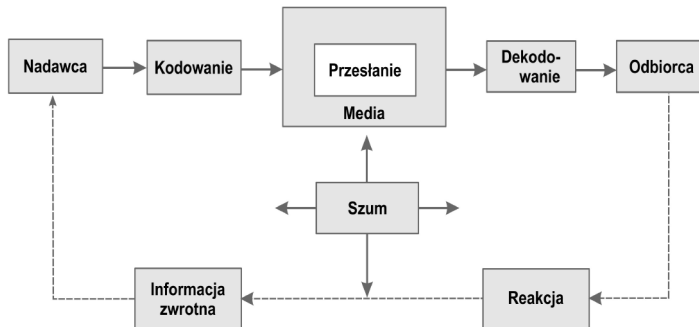 Nadawca
Kodowanie
Przesłanie
Media
Dekodo-
wanie
Odbiorca
Szum
Informacja
zwrotna
Reakcja